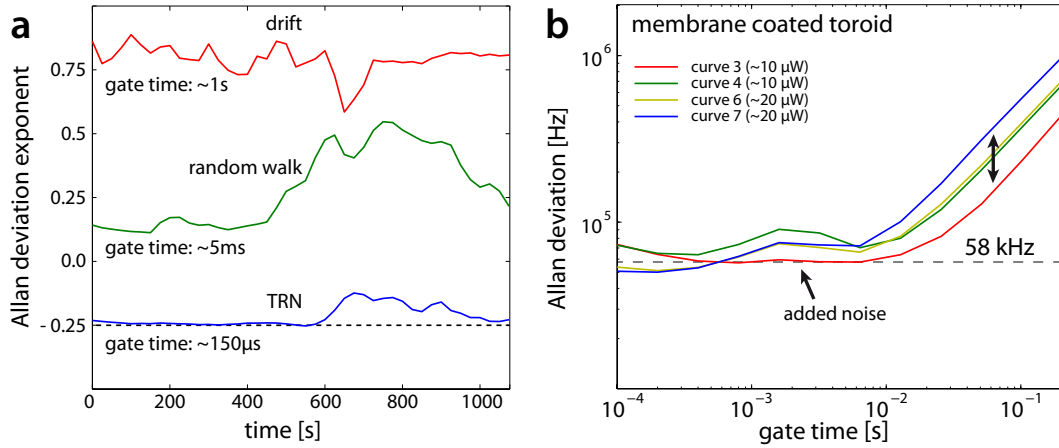 a
drift
0.75
gate time: ~1s
0.5
random walk
0.25
gate time: ~5ms
0.0
TRN
- 0.25
gate time: ~150μs
0 200 400 600 800 1000
time [s]
Allan deviation exponent
b
membrane coated toroid
10⁶
curve 3 (~10 μW)
curve 4 (~10 μW)
curve 6 (~20 μW)
curve 7 (~20 μW)
10⁵
58 kHz
added noise
10⁻⁴ 10⁻³ 10⁻² 10⁻¹
gate time [s]
Allan deviation [Hz]